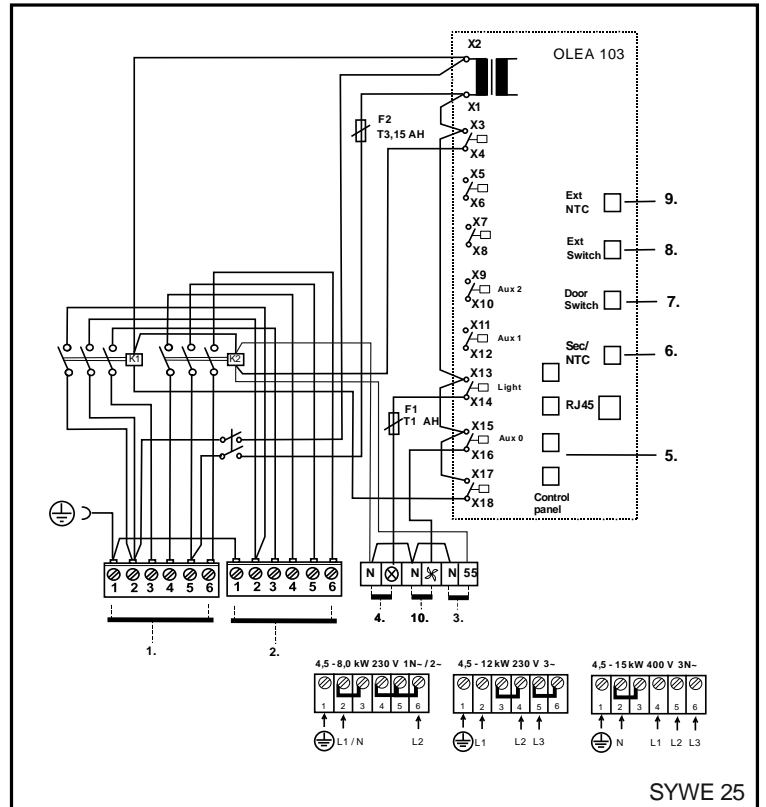 X2
OLEA 103
X1
F2
T3,15 AH
X3
X4
X5
X6
Ext
NTC
9.
X7
X8
Ext
Switch
8.
X9
Aux 2
X10
Door
Switch
7.
X11
Aux 1
X12
Sec/
NTC
6.
K1
K2
X13
Light
X14
RJ45
F1
T1 AH
X15
Aux 0
X16
5.
X17
X18
Control
panel
1 2 3 4 5 6
1 2 3 4 5 6
N N N 55
4. 10. 3.
1. 2.
4,5 - 8,0 kW 230 V 1N~ / 2~
1 2 3 4 5 6
L1 / N L2
4,5 - 12 kW 230 V 3~
1 2 3 4 5 6
L1 L2 L3
4,5 - 15 kW 400 V 3N~
1 2 3 4 5 6
N L1 L2 L3
SYWE 25